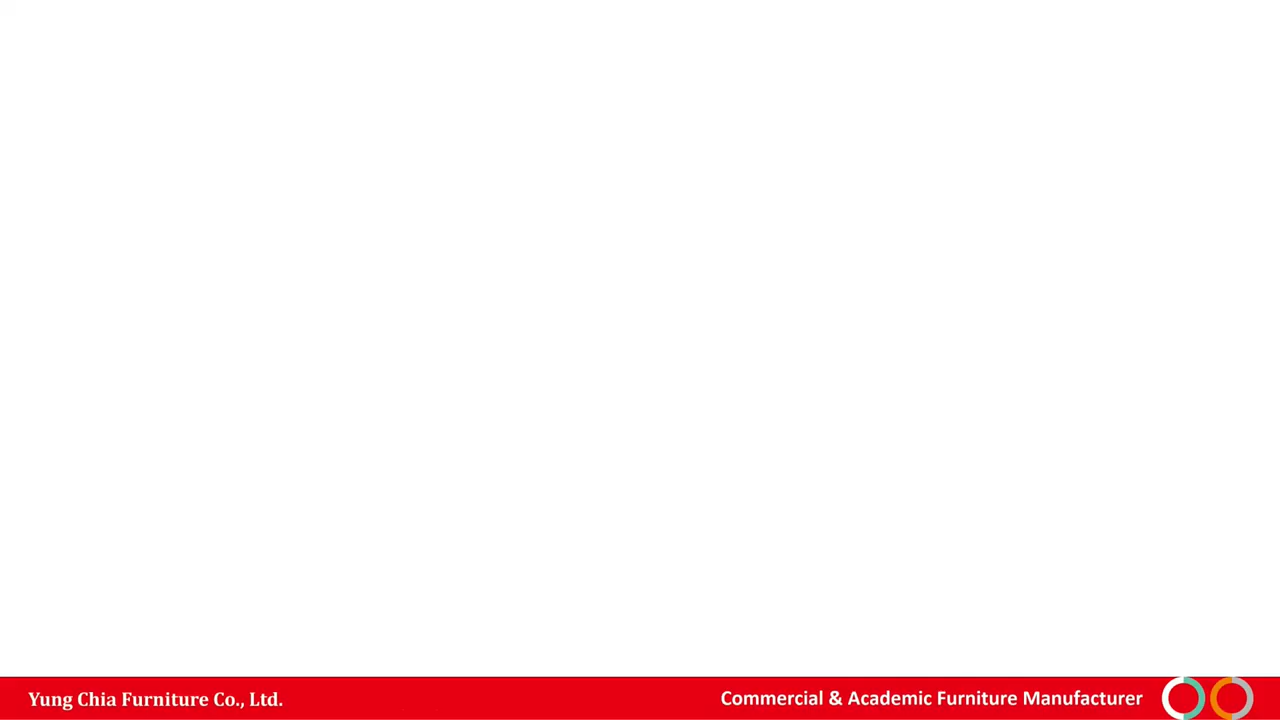 Yung Chia Furniture Co., Ltd.
Commercial & Academic Furniture Manufacturer